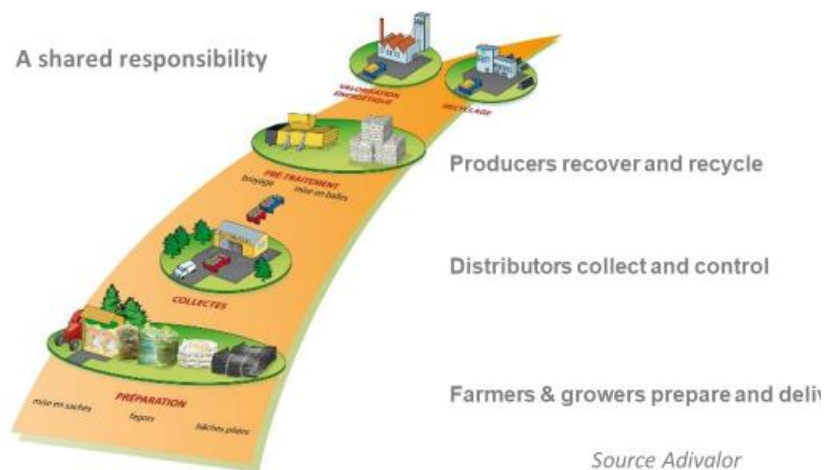 A shared responsibility
VALORISATION
ÉNERGÉTIQUE
RECYCLAGE
PRÉ-TRAITEMENT
broyage
mise en balles
Producers recover and recycle
Distributors collect and control
COLLECTES
Farmers & growers prepare and deliv
PRÉPARATION
mise en saches
fagots
bâches pliées
Source Adivalor